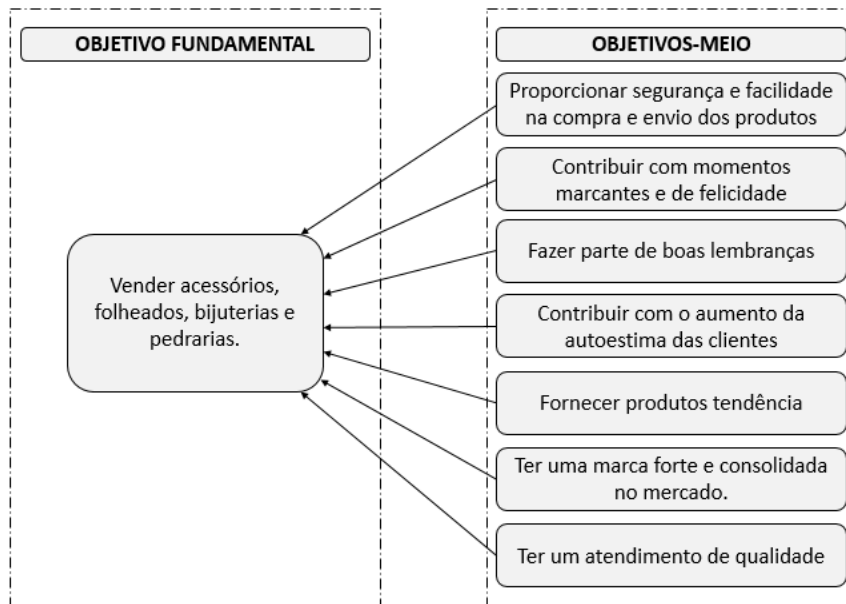 OBJETIVO FUNDAMENTAL
Vender acessórios,
folheados, bijuterias e
pedrarias.
OBJETIVOS-MEIO
Proporcionar segurança e facilidade
na compra e envio dos produtos
Contribuir com momentos
marcantes e de felicidade
Fazer parte de boas lembranças
Contribuir com o aumento da
autoestima das clientes
Fornecer produtos tendência
Ter uma marca forte e consolidada
no mercado.
Ter um atendimento de qualidade